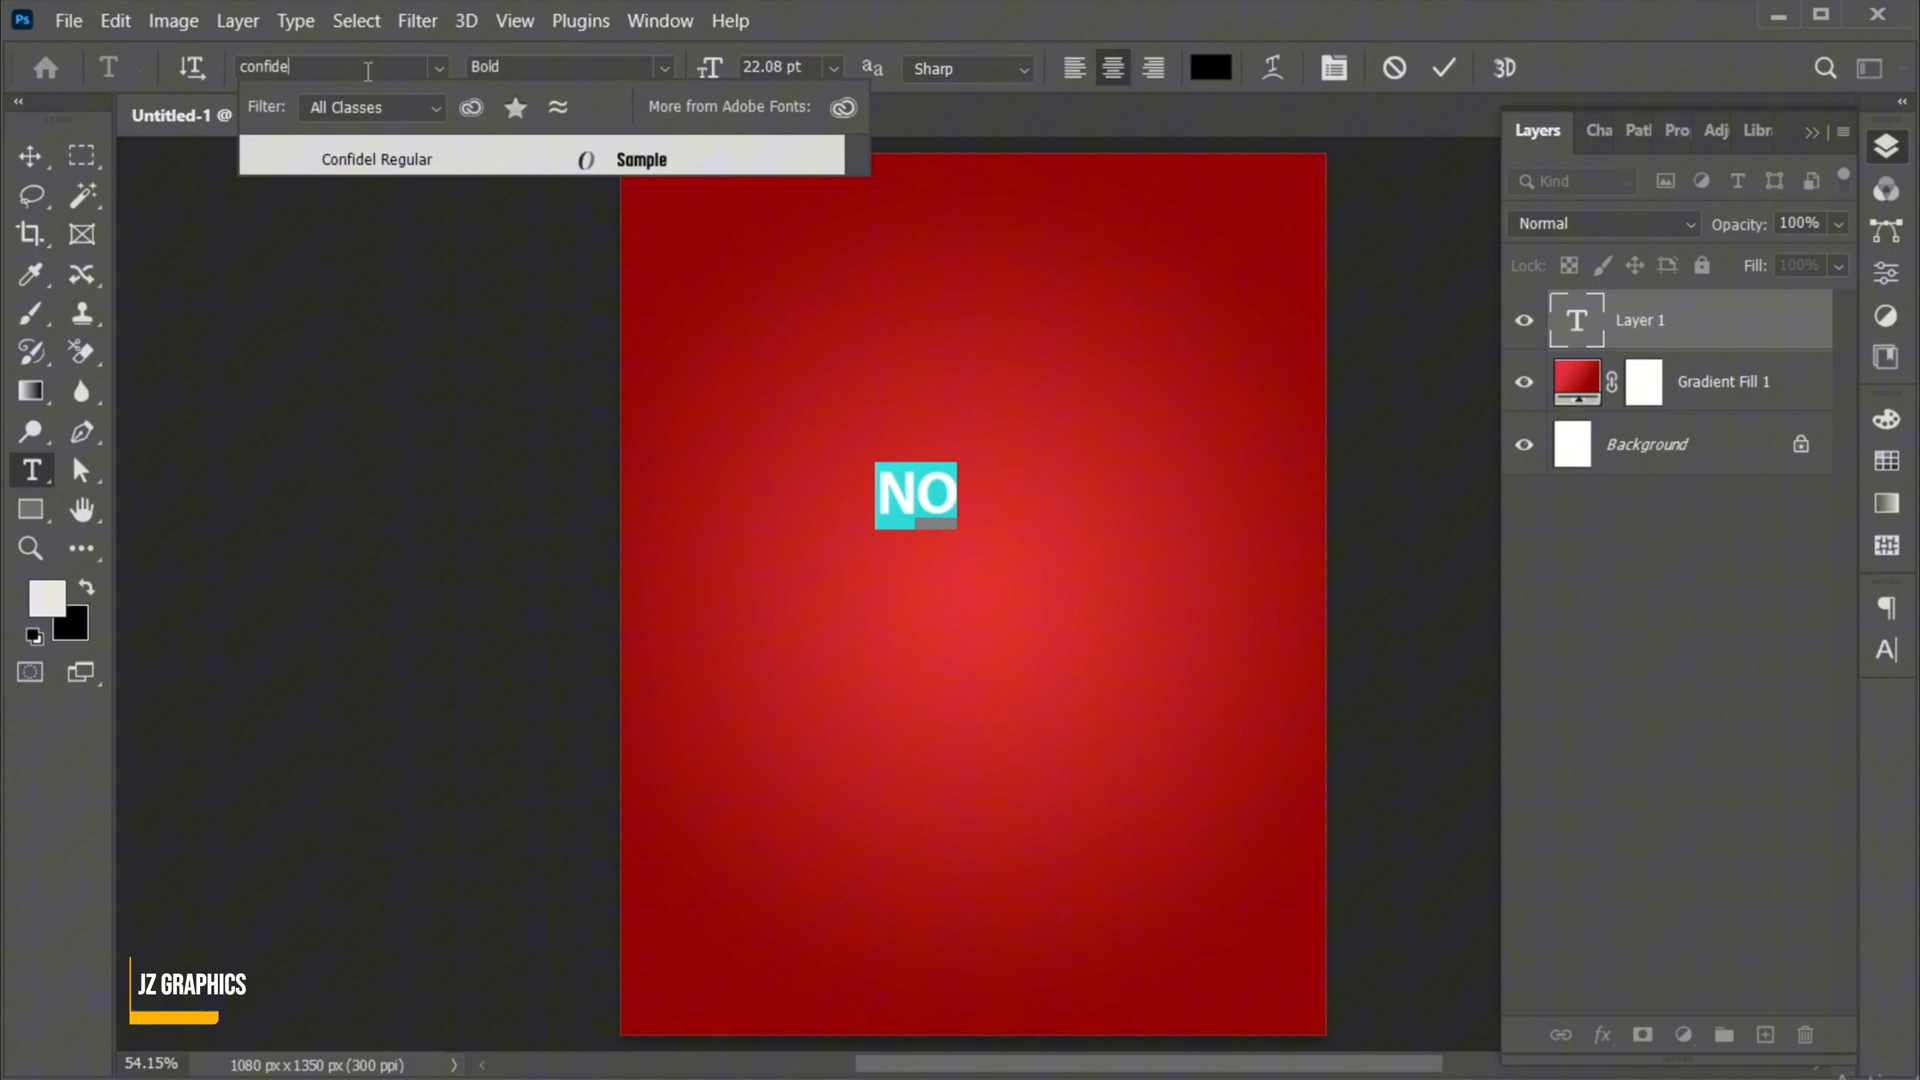 Ps File Edit Image Layer Type Select Filter 3D View Plugins Window Help
T confide Bold 22.08 pt Sharp 3D
Filter: All Classes More from Adobe Fonts:
Confidel Regular Sample
Untitled-1 @
Layers Cha Patl Pro Adj Libr
Kind
Normal Opacity: 100%
Lock: Fill: 100%
T Layer 1
Gradient Fill 1
Background
NO
JZ GRAPHICS
54.15% 1080 px x 1350 px (300 ppi)